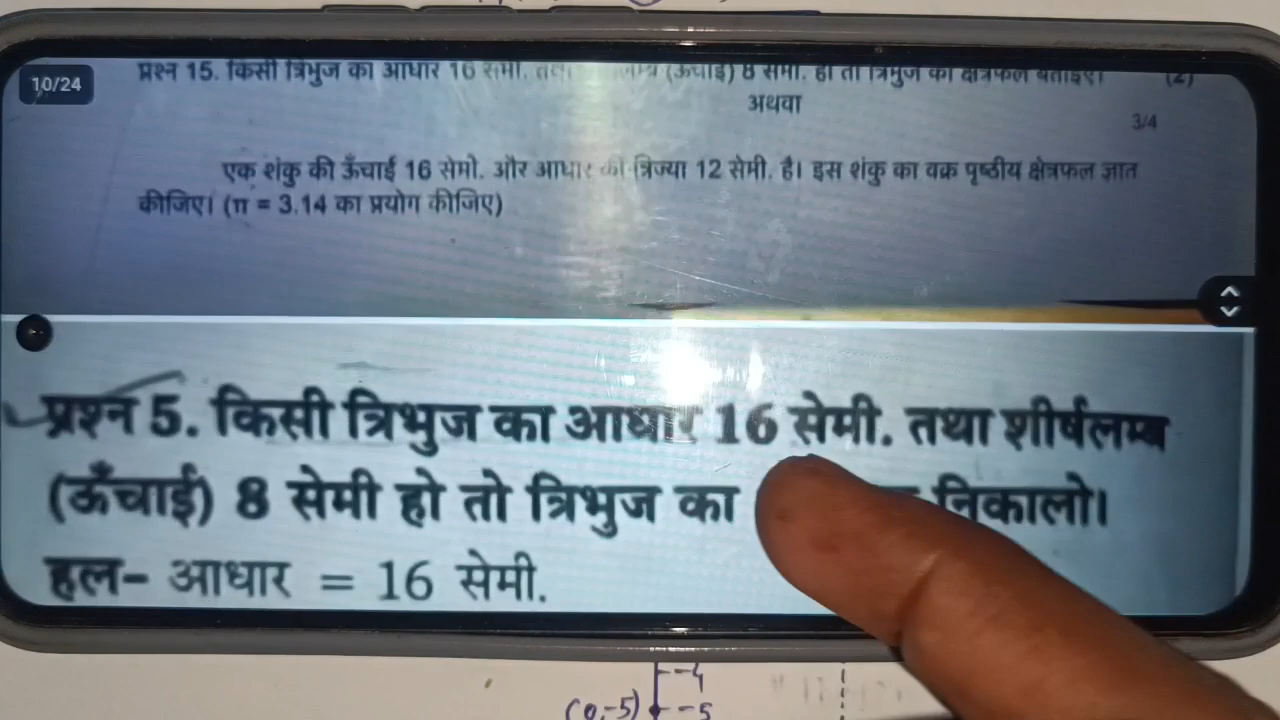 10/24
प्रश्न 15. किसी त्रिभुज का आधार 16 सेमी. (ऊंचाई) 8 सेमी. हो तो त्रिभुज का क्षेत्रफल बताइए। (2)
अथवा
3/4
एक शंकु की ऊँचाई 16 सेमी. और आधार की त्रिज्या 12 सेमी. है। इस शंकु का वक्र पृष्ठीय क्षेत्रफल ज्ञात
कीजिए। (π = 3.14 का प्रयोग कीजिए)
प्रश्न 5. किसी त्रिभुज का आधार 16 सेमी. तथा शीर्षलम्ब
(ऊँचाई) 8 सेमी हो तो त्रिभुज का निकालो।
हल- आधार = 16 सेमी.
-4
(0,-5) -5